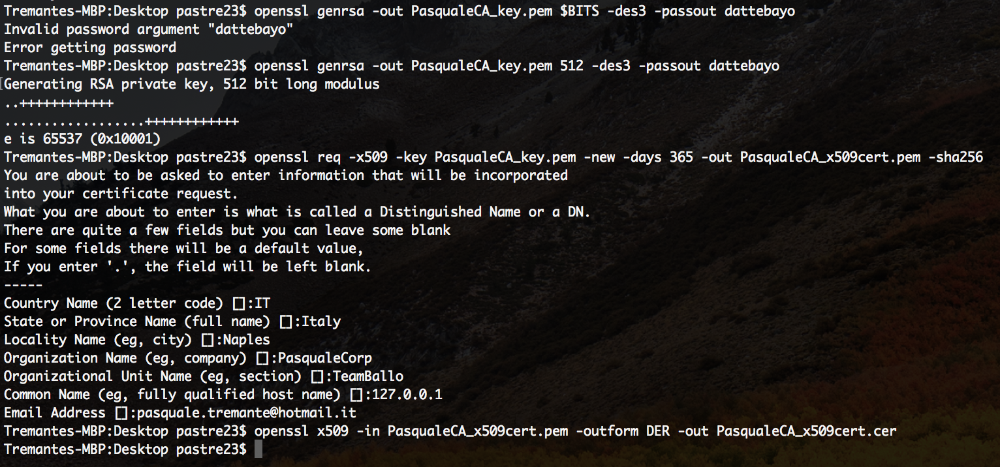 Tremantes-MBP:Desktop pastre23$ openssl genrsa -out PasqualeCA_key.pem $BITS -des3 -passout dattebayo
Invalid password argument "dattebayo"
Error getting password
Tremantes-MBP:Desktop pastre23$ openssl genrsa -out PasqualeCA_key.pem 512 -des3 -passout dattebayo
Generating RSA private key, 512 bit long modulus
..++++++++++++
..................++++++++++++
e is 65537 (0x10001)
Tremantes-MBP:Desktop pastre23$ openssl req -x509 -key PasqualeCA_key.pem -new -days 365 -out PasqualeCA_x509cert.pem -sha256
You are about to be asked to enter information that will be incorporated
into your certificate request.
What you are about to enter is what is called a Distinguished Name or a DN.
There are quite a few fields but you can leave some blank
For some fields there will be a default value,
If you enter '.', the field will be left blank.
-----
Country Name (2 letter code) []:IT
State or Province Name (full name) []:Italy
Locality Name (eg, city) []:Naples
Organization Name (eg, company) []:PasqualeCorp
Organizational Unit Name (eg, section) []:TeamBallo
Common Name (eg, fully qualified host name) []:127.0.0.1
Email Address []:pasquale.tremante@hotmail.it
Tremantes-MBP:Desktop pastre23$ openssl x509 -in PasqualeCA_x509cert.pem -outform DER -out PasqualeCA_x509cert.cer
Tremantes-MBP:Desktop pastre23$